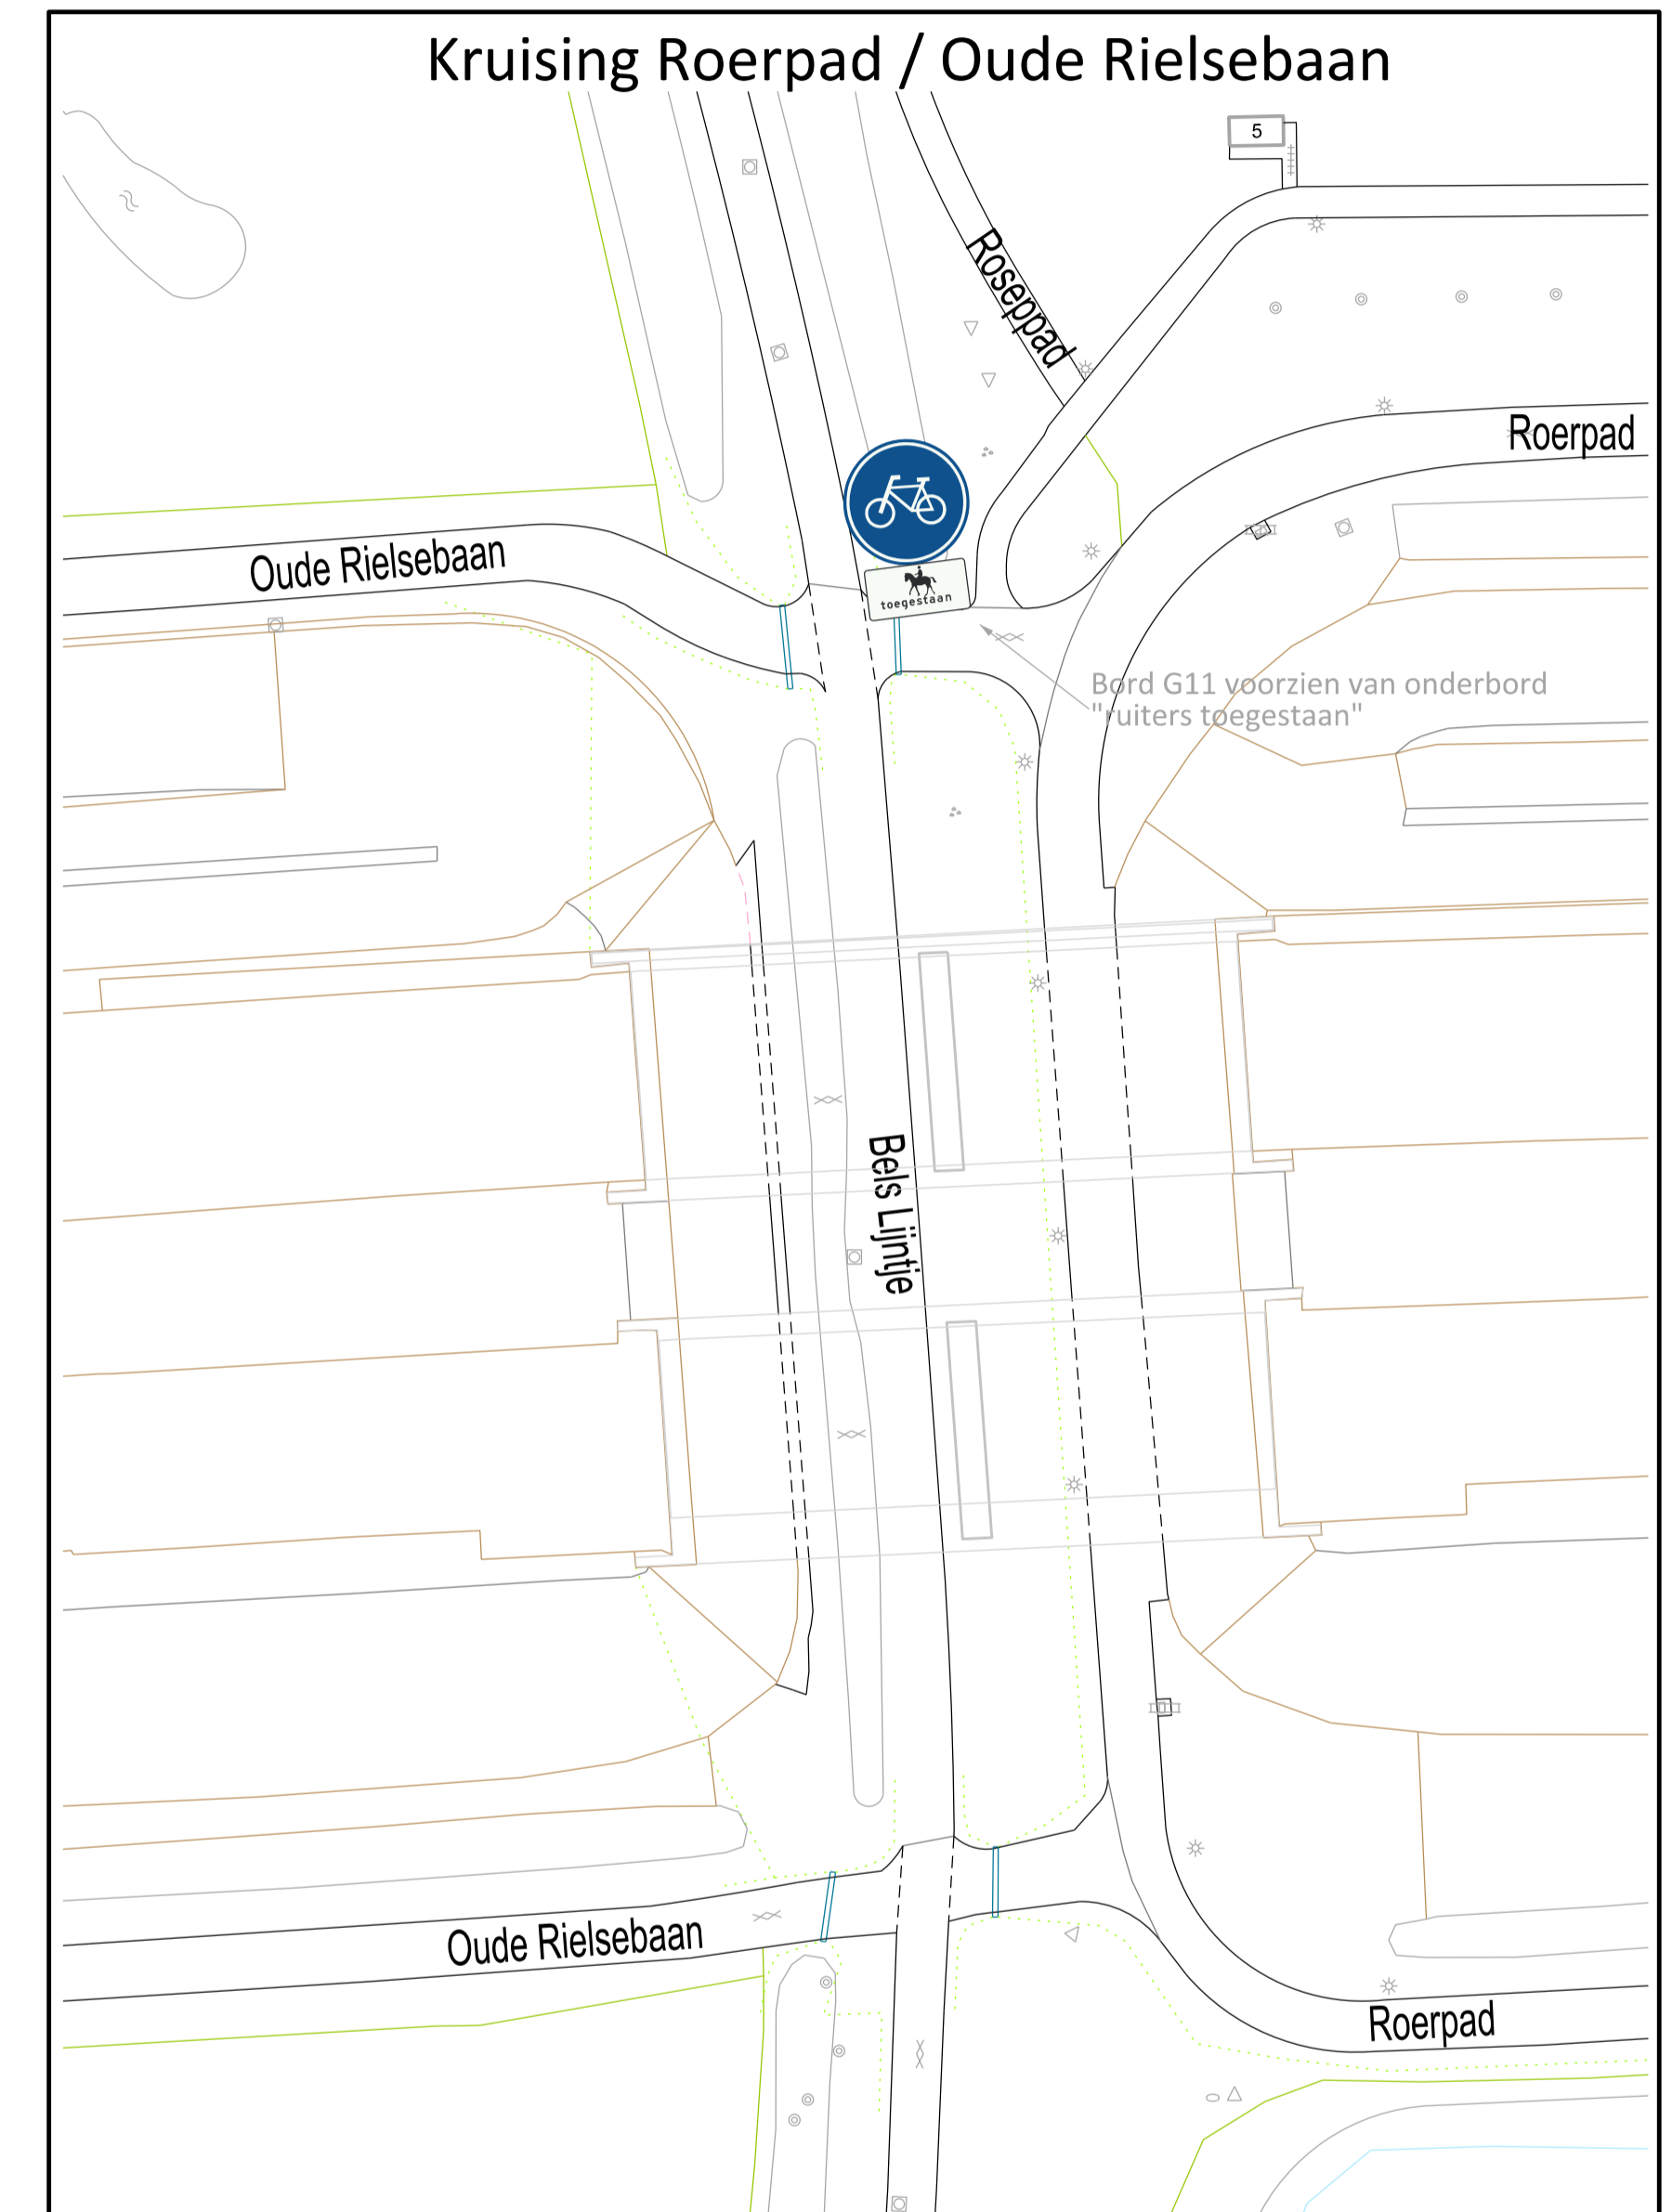 Kruising Roerpad / Oude Rielsebaan
5
Roseppad
Roerpad
Oude Rielsebaan
toegestaan
Bord G11 voorzien van onderbord
"ruiters toegestaan"
Bels Lijntje
Oude Rielsebaan
Roerpad